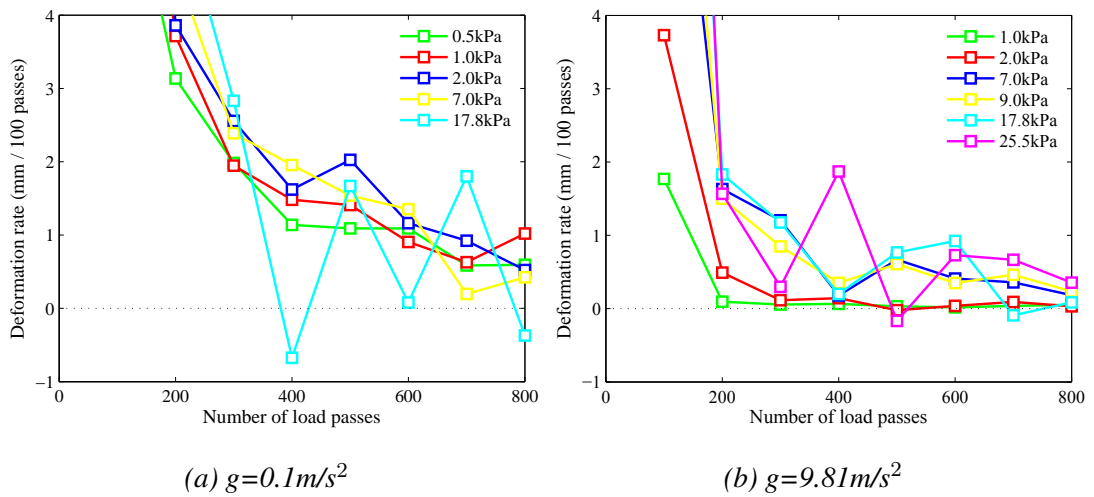 4
3
2
1
0
−1
0
200
400
600
800
Deformation rate (mm / 100 passes)
Number of load passes
0.5kPa
1.0kPa
2.0kPa
7.0kPa
17.8kPa
(a) g=0.1m/s²
4
3
2
1
0
−1
0
200
400
600
800
Deformation rate (mm / 100 passes)
Number of load passes
1.0kPa
2.0kPa
7.0kPa
9.0kPa
17.8kPa
25.5kPa
(b) g=9.81m/s²